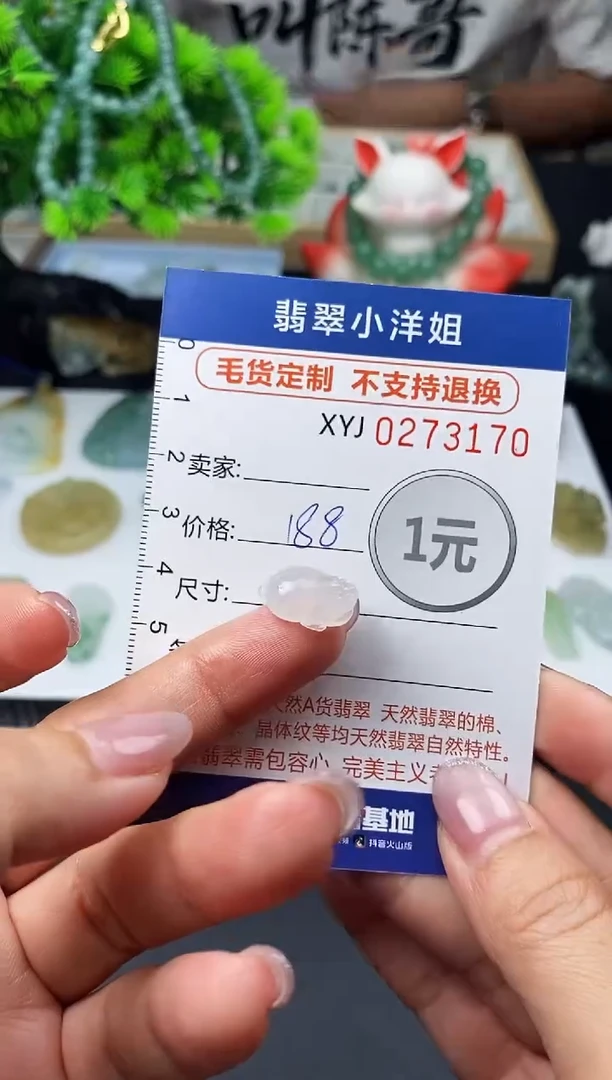 叫陈哥
翡翠小洋姐
毛货定制 不支持退换
XYJ 0273170
0
1
2
3
4
5
卖家:
价格: 188
1元
尺寸:
天然A货翡翠 天然翡翠的棉、
晶体纹等均天然翡翠自然特性。
翡翠需包容心 完美主义
基地
抖音火山版